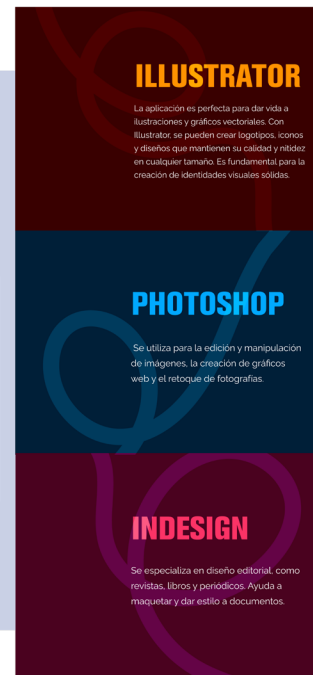 ILLUSTRATOR
La aplicación es perfecta para dar vida a
ilustraciones y gráficos vectoriales. Con
Illustrator, se pueden crear logotipos, iconos
y diseños que mantienen su calidad y nitidez
en cualquier tamaño. Es fundamental para la
creación de identidades visuales sólidas.
PHOTOSHOP
Se utiliza para la edición y manipulación
de imágenes, la creación de gráficos
web y el retoque de fotografías.
INDESIGN
Se especializa en diseño editorial, como
revistas, libros y periódicos. Ayuda a
maquetar y dar estilo a documentos.